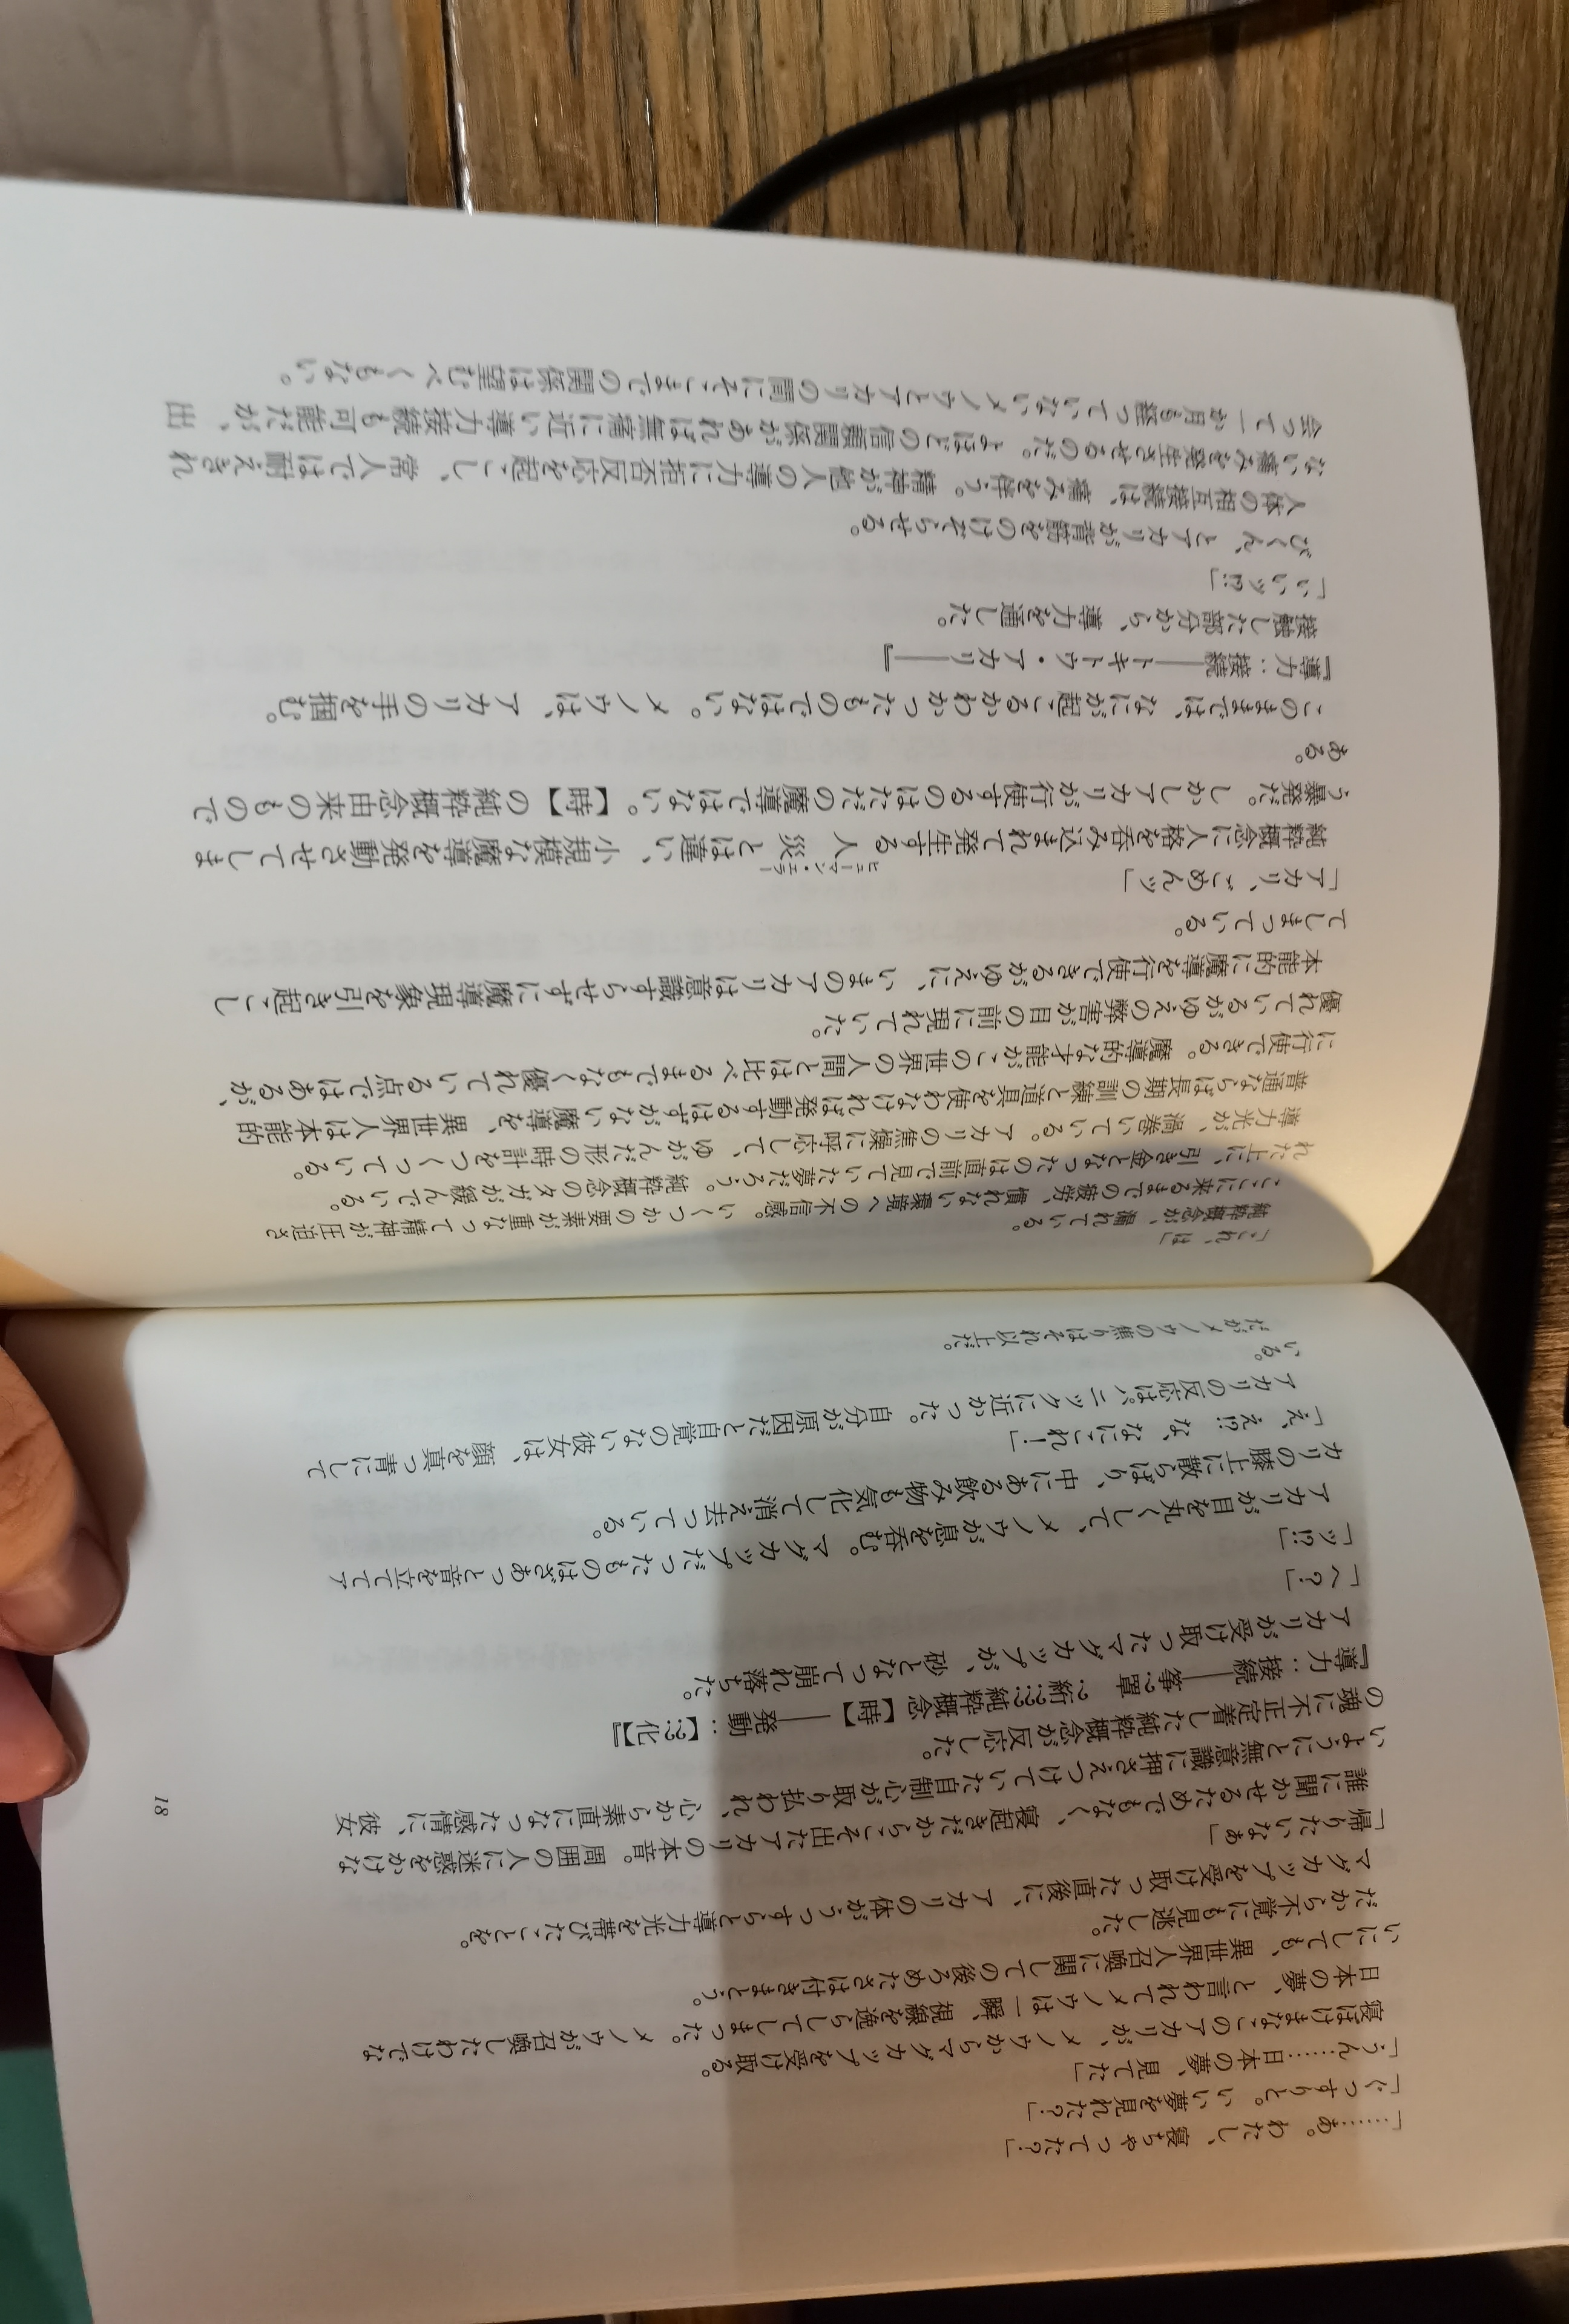 「……あ。わたし、寝ちゃってた？」
「ぐっすりと。いい夢を見れた？」
「うん……日本の夢、見てた」
寝ぼけまなこのアカリが、メノウからマグカップを受け取る。
日本の夢、と言われてメノウは一瞬、視線を逸らしてしまった。メノウが召喚したわけでな
いにしても、異世界人召喚に関しての後ろめたさは付きまとう。
だから不覚にも見逃した。
マグカップを受け取った直後に、アカリの体がうっすらと導力光を帯びたことを。
「帰りたいなぁ」
誰に聞かせるためでもなく、寝起きだからこそ出たアカリの本音。周囲の人に迷惑をかけな
いようにと無意識に押さえつけていた自制心が取り払われ、心から素直になった感情に、彼女
の魂に不正定着した純粋概念が反応した。
『導力：接続――筝?罩　?絎???純粋概念【時】――発動：【??化】』
アカリが受け取ったマグカップが、砂となって崩れ落ちた。
「へ？」
「ッ!?」
アカリが目を丸くして、メノウが息を呑む。マグカップだったものはざあっと音を立ててア
カリの膝上に散らばり、中にある飲み物も気化して消え去っている。
「え、え!?　な、なにこれ！」
アカリの反応はパニックに近かった。自分が原因だと自覚のない彼女は、顔を真っ青にして
いる。
だがメノウの焦りはそれ以上だ。
18
「これ、は」
純粋概念が、漏れている。
ここに来るまでの疲労、慣れない環境への不信感。いくつかの要素が重なって精神が圧迫さ
れた上に、引き金となったのは直前で見ていた夢だろう。純粋概念のタガが緩んでいる。
導力光が、渦巻いている。アカリの焦燥に呼応して、ゆがんだ形の時計をつくっている。
普通ならば長期の訓練と道具を使わなければ発動するはずがない魔導を、異世界人は本能的
に行使できる。魔導的な才能がこの世界の人間とは比べるまでもなく優れている点ではあるが、
優れているがゆえの弊害が目の前に現れていた。
本能的に魔導を行使できるがゆえに、いまのアカリは意識すらせずに魔導現象を引き起こし
てしまっている。
「アカリ、ごめんッ」
純粋概念に人格を呑み込まれて発生する人災ヒューマン・エラーとは違い、小規模な魔導を発動させてしま
う暴発だ。しかしアカリが行使するのはただの魔導ではない。【時】の純粋概念由来のもので
ある。
このままでは、なにが起こるかわかったものではない。メノウは、アカリの手を掴む。
『導力：接続――トキトウ・アカリ――』
接触した部分から、導力を通した。
「いいッ!?」
びくん、とアカリが背筋をのけぞらせる。
人体の相互接続は、痛みを伴う。精神が他人の導力に拒否反応を起こし、常人では耐えきれ
ない痛みを発生させるのだ。よほどの信頼関係があれば無痛に近い導力接続も可能だが、出
会って一か月も経っていないメノウとアカリの間にそこまでの関係は望むべくもない。